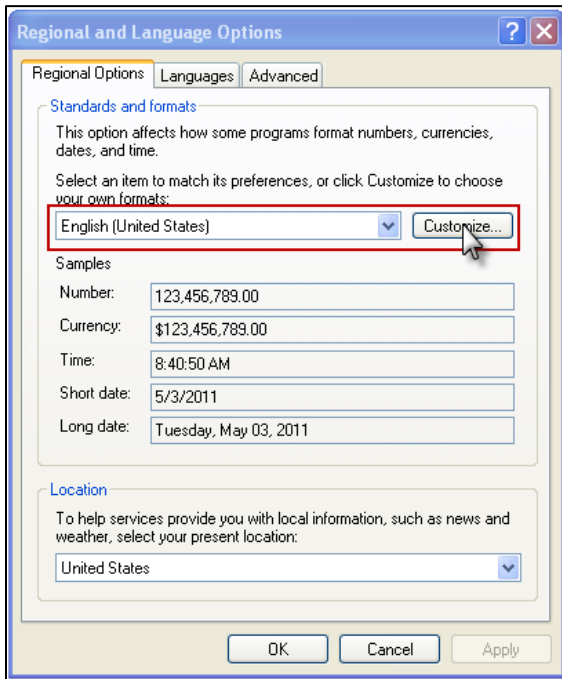 Regional and Language Options
Regional Options Languages Advanced
Standards and formats
This option affects how some programs format numbers, currencies,
dates, and time.
Select an item to match its preferences, or click Customize to choose
your own formats:
English (United States) Customize...
Samples
Number: 123,456,789.00
Currency: $123,456,789.00
Time: 8:40:50 AM
Short date: 5/3/2011
Long date: Tuesday, May 03, 2011
Location
To help services provide you with local information, such as news and
weather, select your present location:
United States
OK Cancel Apply